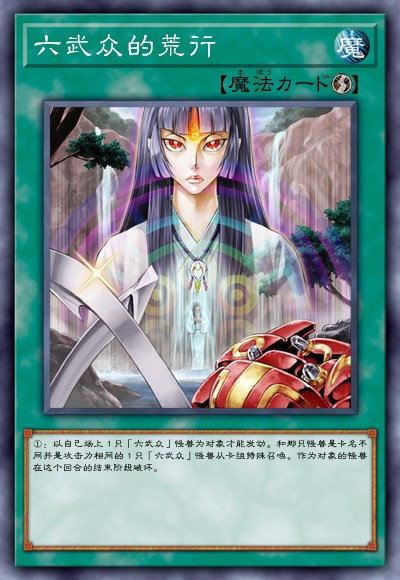 六武众的荒行
魔
【魔法カード】
ま ほう
①：以自己场上1只「六武众」怪兽为对象才能发动。和那只怪兽是卡名不
同并是攻击力相同的1只「六武众」怪兽从卡组特殊召唤。作为对象的怪兽
在这个回合的结束阶段破坏。